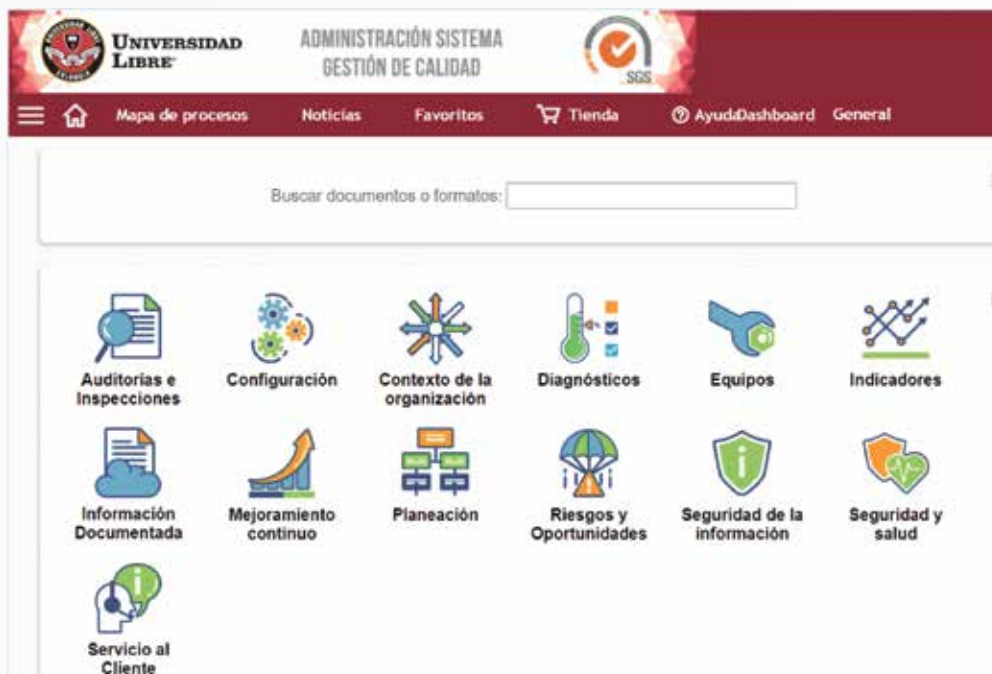 UNIVERSIDAD
LIBRE
ADMINISTRACIÓN SISTEMA
GESTIÓN DE CALIDAD
SGS
Mapa de procesos Noticias Favoritos Tienda AyudaDashboard General
Buscar documentos o formatos:
Auditorías e
Inspecciones
Configuración
Contexto de la
organización
Diagnósticos
Equipos
Indicadores
Información
Documentada
Mejoramiento
continuo
Planeación
Riesgos y
Oportunidades
Seguridad de la
información
Seguridad y
salud
Servicio al
Cliente